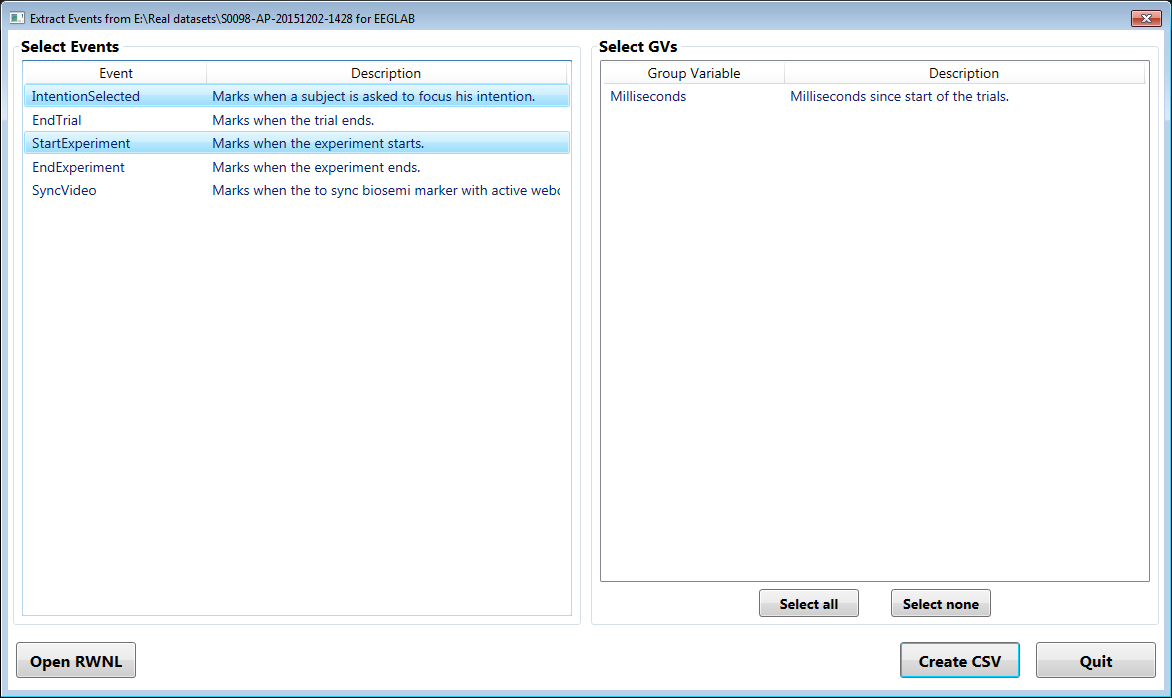 Extract Events from E:\Real datasets\S0098-AP-20151202-1428 for EEGLAB
Select Events
Event Description
IntentionSelected Marks when a subject is asked to focus his intention.
EndTrial Marks when the trial ends.
StartExperiment Marks when the experiment starts.
EndExperiment Marks when the experiment ends.
SyncVideo Marks when the to sync biosemi marker with active
Select GVs
Group Variable Description
Milliseconds Milliseconds since start of the trials.
Select all Select none
Open RWNL Create CSV Quit